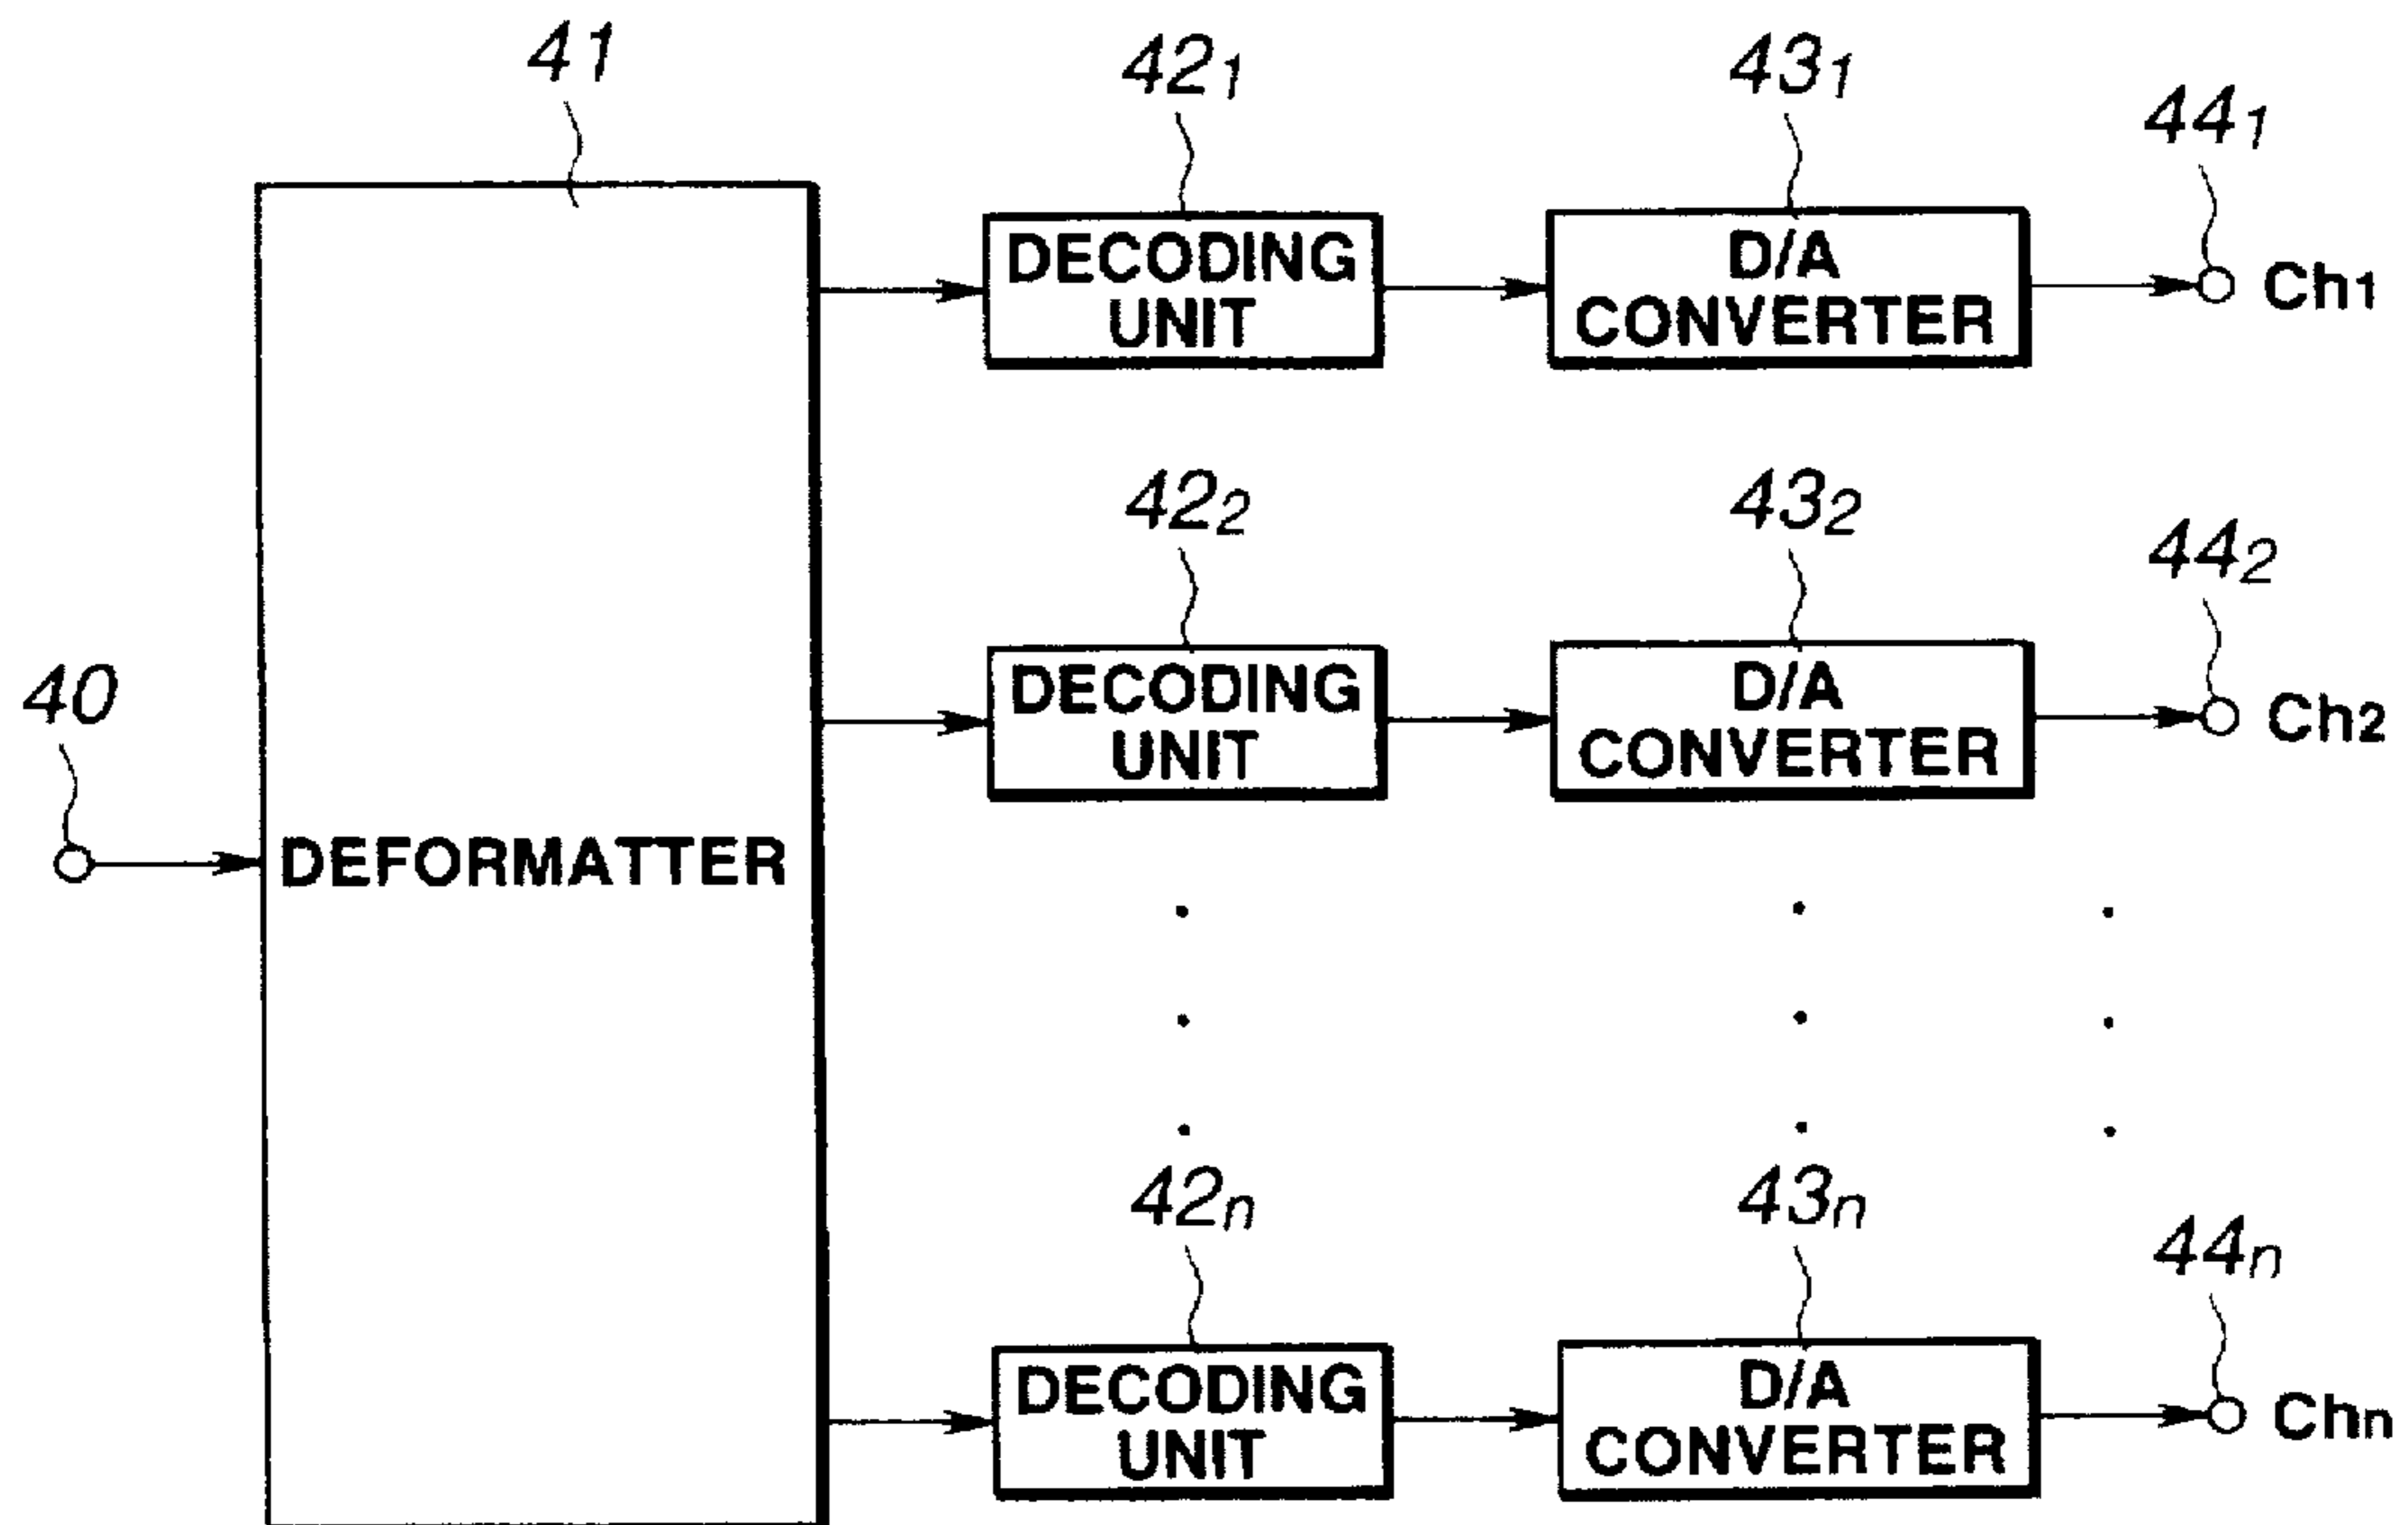 41
42₁
43₁
44₁
DECODING
UNIT
D/A
CONVERTER
Ch1
42₂
43₂
44₂
DECODING
UNIT
D/A
CONVERTER
Ch2
40
DEFORMATTER
42ₙ
43ₙ
44ₙ
DECODING
UNIT
D/A
CONVERTER
Chn